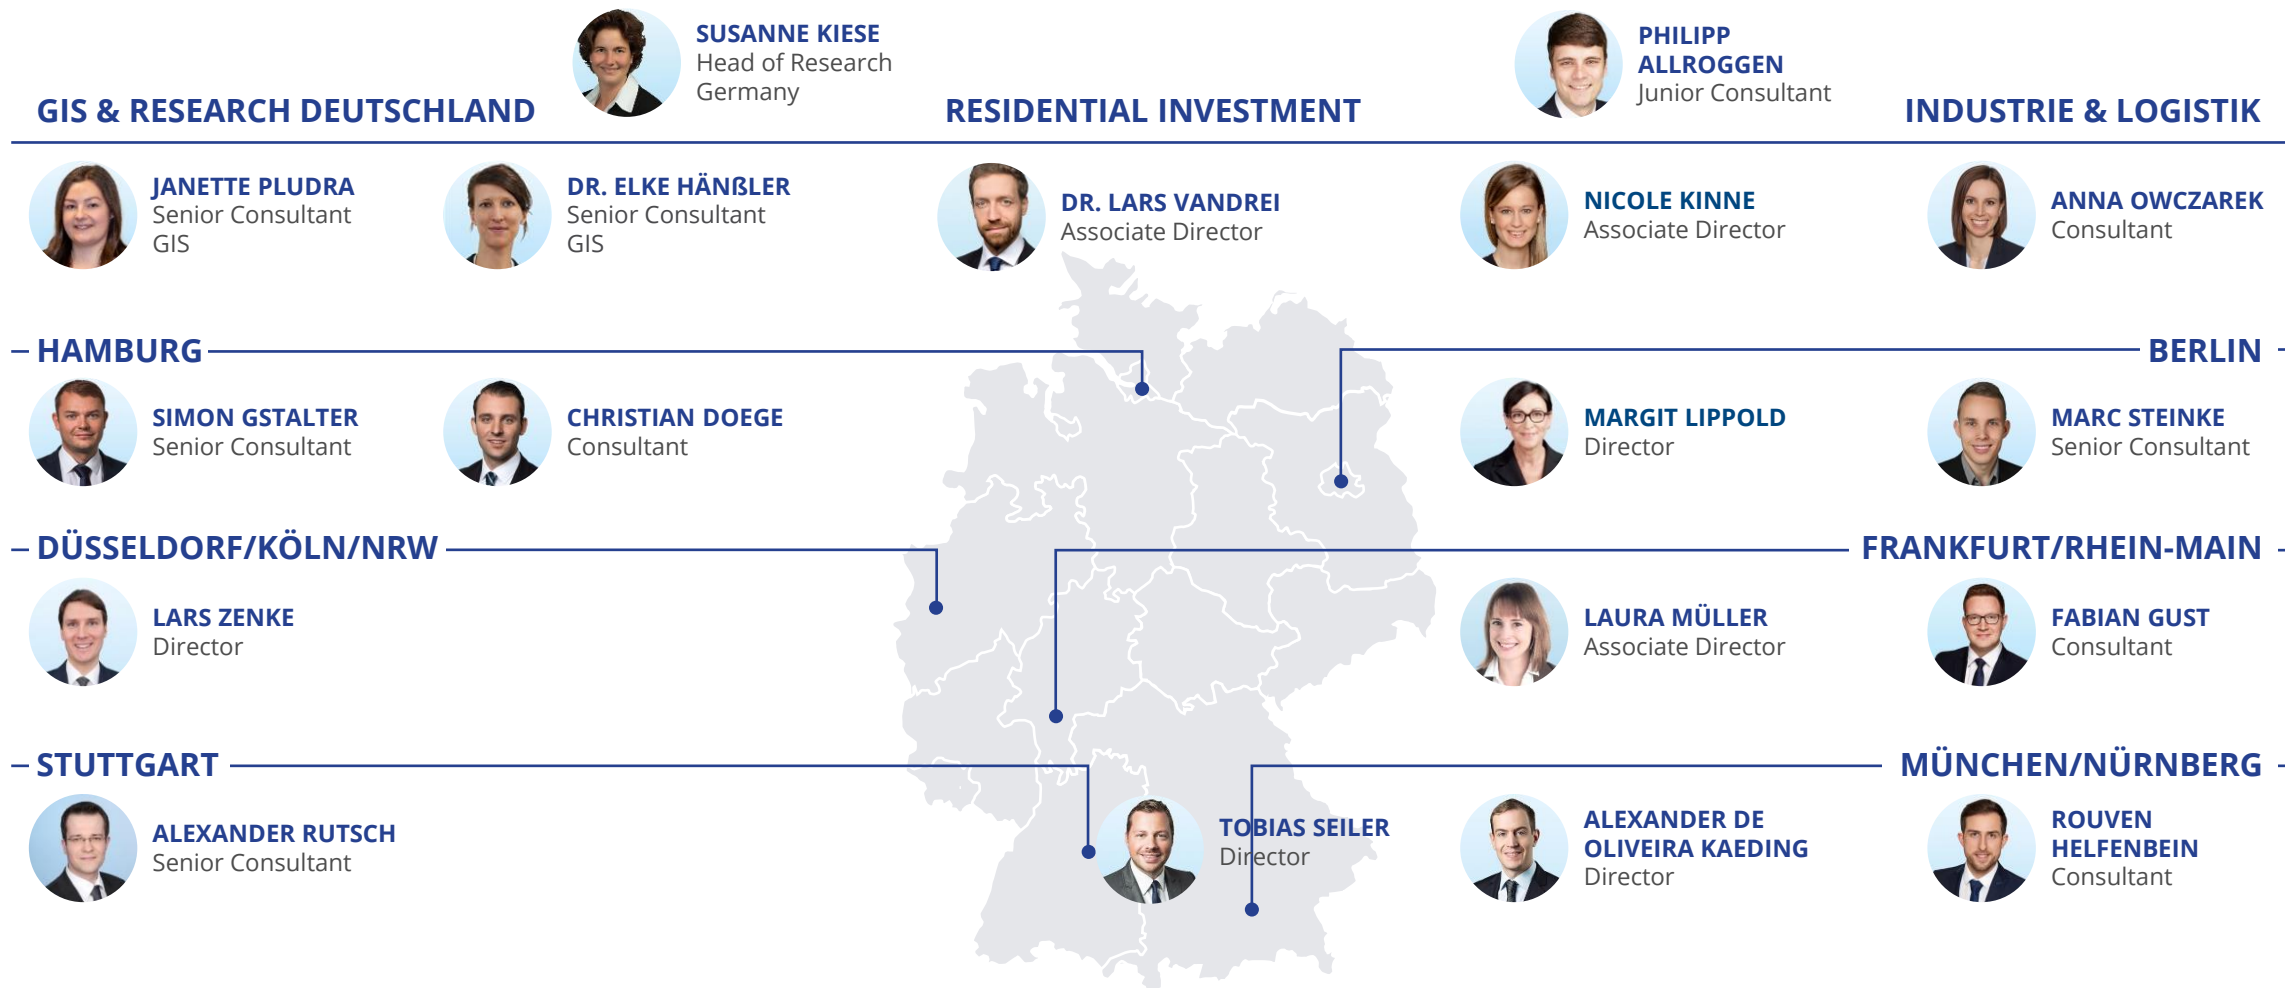 SUSANNE KIESE
Head of Research
Germany
PHILIPP
ALLROGGEN
Junior Consultant
GIS & RESEARCH DEUTSCHLAND
RESIDENTIAL INVESTMENT
INDUSTRIE & LOGISTIK
JANETTE PLUDRA
Senior Consultant
GIS
DR. ELKE HÄNßLER
Senior Consultant
GIS
DR. LARS VANDREI
Associate Director
NICOLE KINNE
Associate Director
ANNA OWCZAREK
Consultant
HAMBURG
BERLIN
SIMON GSTALTER
Senior Consultant
CHRISTIAN DOEGE
Consultant
MARGIT LIPPOLD
Director
MARC STEINKE
Senior Consultant
DÜSSELDORF/KÖLN/NRW
FRANKFURT/RHEIN-MAIN
LARS ZENKE
Director
LAURA MÜLLER
Associate Director
FABIAN GUST
Consultant
STUTTGART
MÜNCHEN/NÜRNBERG
ALEXANDER RUTSCH
Senior Consultant
TOBIAS SEILER
Director
ALEXANDER DE
OLIVEIRA KAEDING
Director
ROUVEN
HELFENBEIN
Consultant